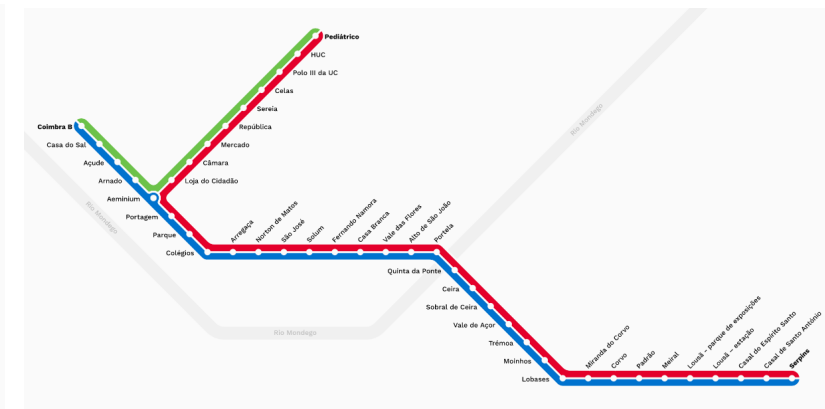 Pediátrico
HUC
Polo III da UC
Celas
Sereia
República
Mercado
Câmara
Loja do Cidadão
Coimbra B
Casa do Sal
Açude
Arnado
Aeminium
Portagem
Parque
Colégios
Arregaça
Norton de Matos
São José
Solum
Fernando Namora
Casa Branca
Vale das Flores
Alto de São João
Portela
Quinta da Ponte
Ceira
Sobral de Ceira
Vale de Açor
Trémoa
Moinhos
Lobases
Miranda do Corvo
Corvo
Padrão
Meiral
Lousã - parque de exposições
Lousã – estação
Casal do Espírito Santo
Casal de Santo António
Serpins
Rio Mondego
Rio Mondego
Rio Mondego